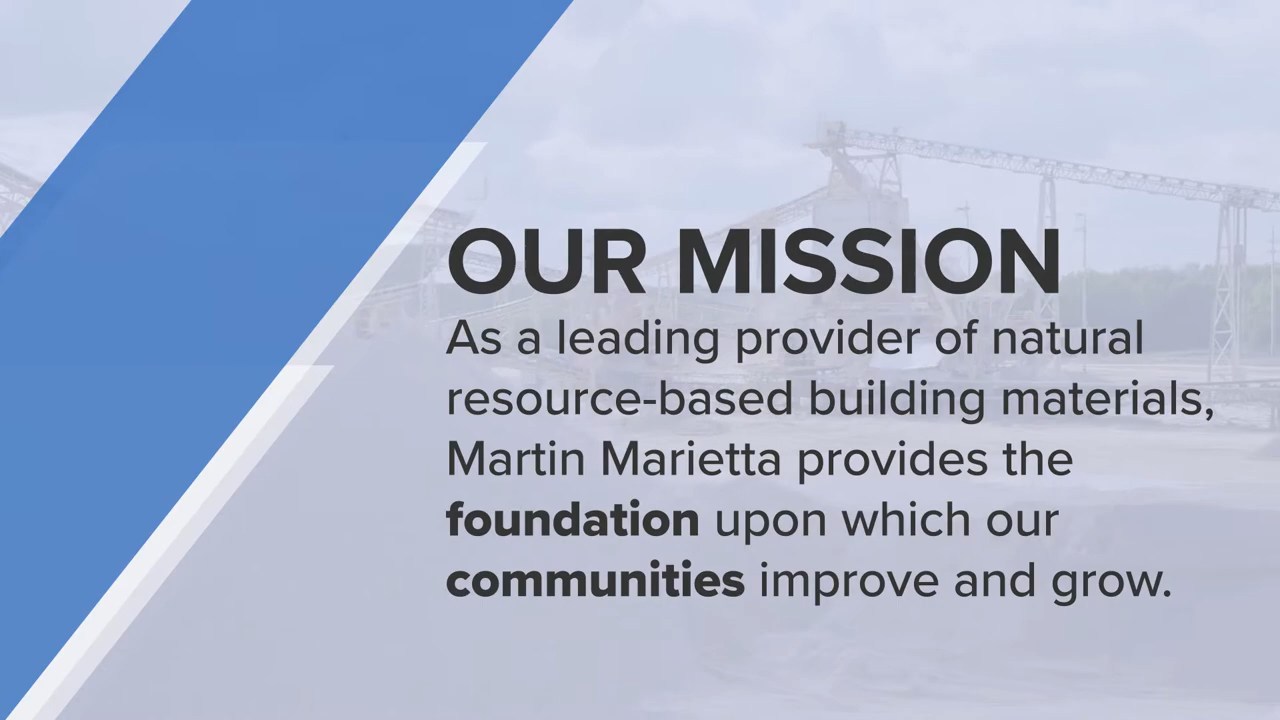 OUR MISSION
As a leading provider of natural
resource-based building materials,
Martin Marietta provides the
foundation upon which our
communities improve and grow.